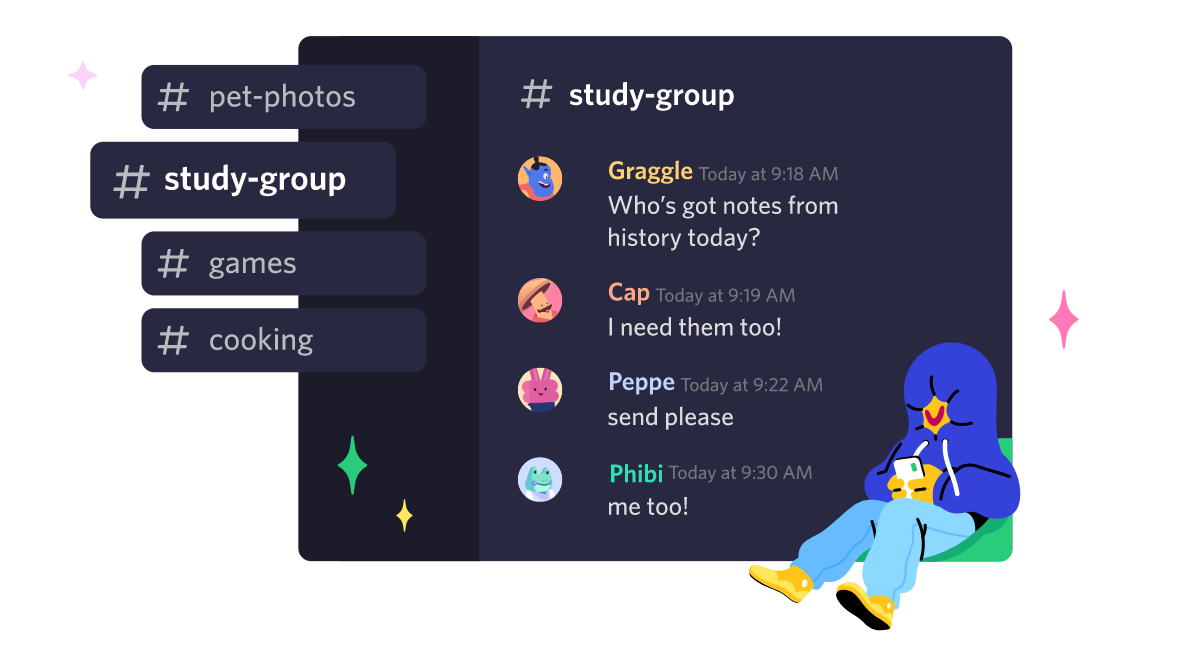 # pet-photos
# study-group
# games
# cooking
# study-group
Graggle Today at 9:18 AM
Who’s got notes from
history today?
Cap Today at 9:19 AM
I need them too!
Peppe Today at 9:22 AM
send please
Phibi Today at 9:30 AM
me too!